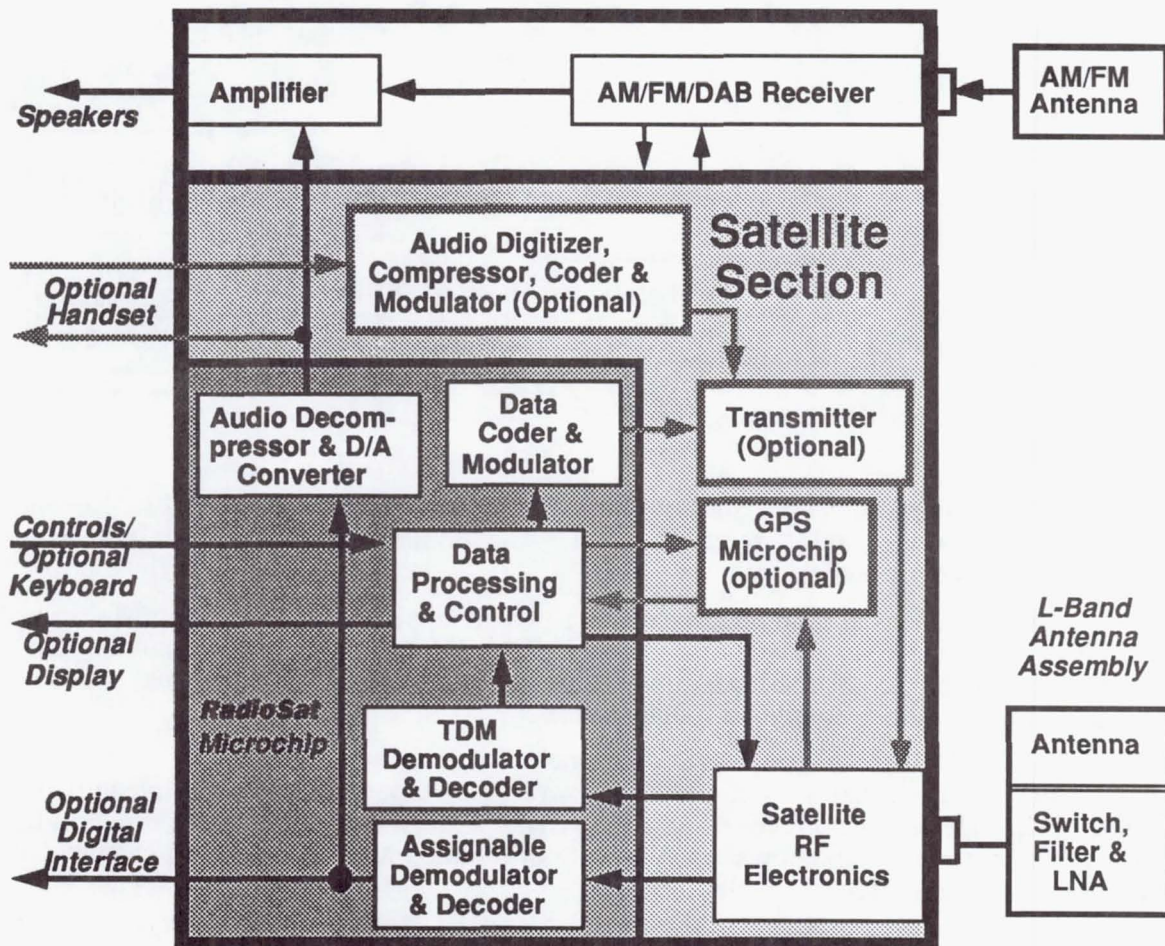 Amplifier
AM/FM/DAB Receiver
AM/FM
Antenna
Speakers
Satellite
Section
Audio Digitizer,
Compressor, Coder &
Modulator (Optional)
Optional
Handset
Audio Decom-
pressor & D/A
Converter
Data
Coder &
Modulator
Transmitter
(Optional)
Controls/
Optional
Keyboard
Data
Processing
& Control
GPS
Microchip
(optional)
Optional
Display
L-Band
Antenna
Assembly
RadioSat
Microchip
TDM
Demodulator
& Decoder
Antenna
Optional
Digital
Interface
Assignable
Demodulator
& Decoder
Satellite
RF
Electronics
Switch,
Filter &
LNA